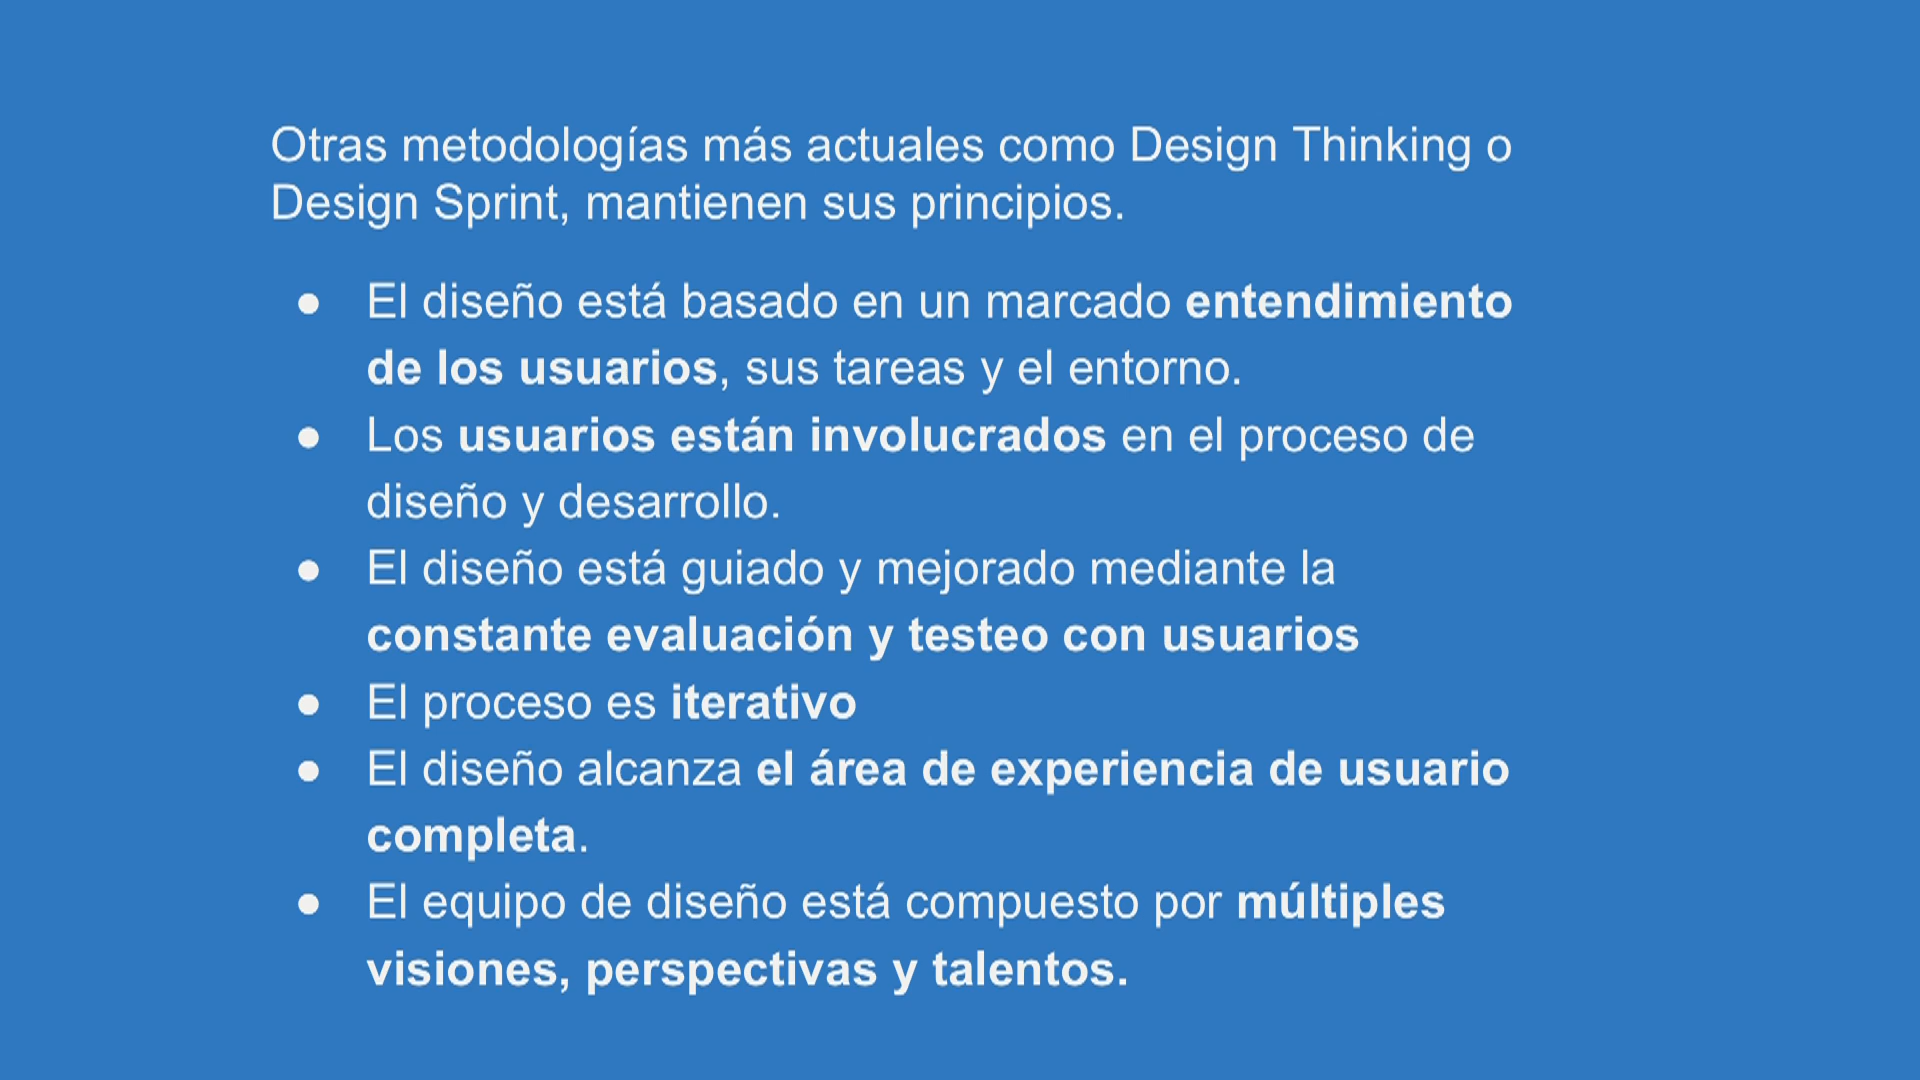 Otras metodologías más actuales como Design Thinking o
Design Sprint, mantienen sus principios.
● El diseño está basado en un marcado entendimiento
de los usuarios, sus tareas y el entorno.
● Los usuarios están involucrados en el proceso de
diseño y desarrollo.
● El diseño está guiado y mejorado mediante la
constante evaluación y testeo con usuarios
● El proceso es iterativo
● El diseño alcanza el área de experiencia de usuario
completa.
● El equipo de diseño está compuesto por múltiples
visiones, perspectivas y talentos.